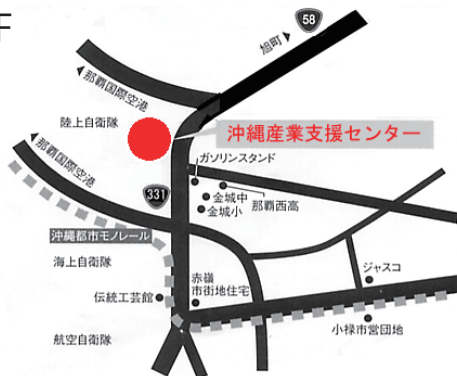 F
58
旭町
那覇国際空港
陸上自衛隊
沖縄産業支援センター
ガソリンスタンド
那覇国際空港
331
金城中
那覇西高
金城小
沖縄都市モノレール
海上自衛隊
ジャスコ
赤嶺
市街地住宅
伝統工芸館
小禄市営団地
航空自衛隊